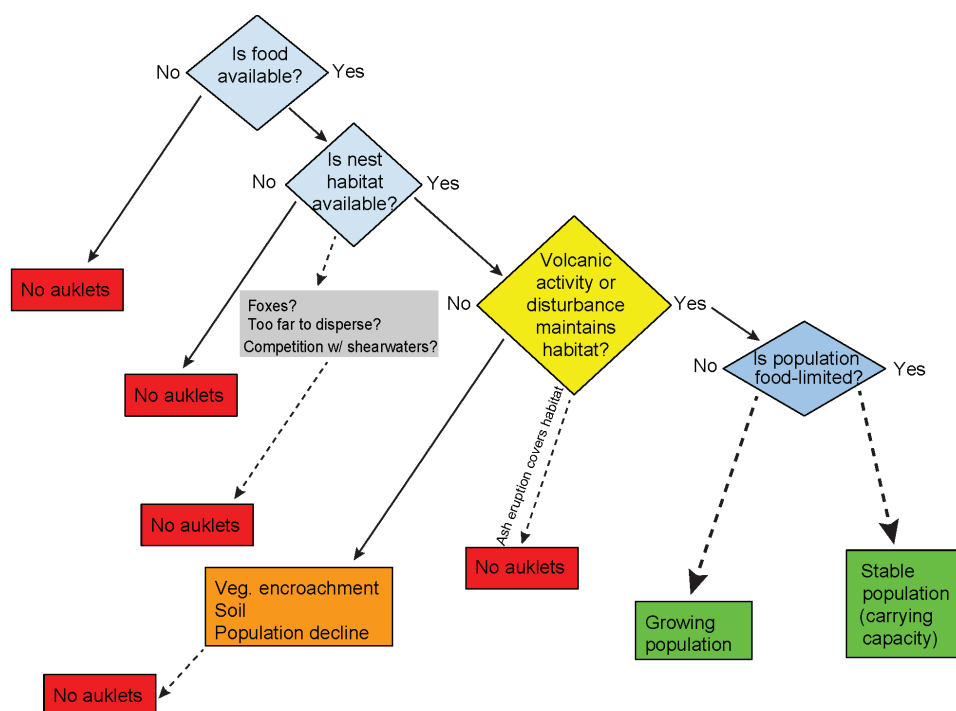 Is food
available?
No
Yes
Is nest
habitat
available?
No
Yes
No auklets
Volcanic
activity or
disturbance
maintains
habitat?
No
Yes
Foxes?
Too far to disperse?
Competition w/ shearwaters?
Is population
food-limited?
No
Yes
No auklets
Ash eruption covers habitat
No auklets
No auklets
Veg. encroachment
Soil
Population decline
Growing
population
Stable
population
(carrying
capacity)
No auklets